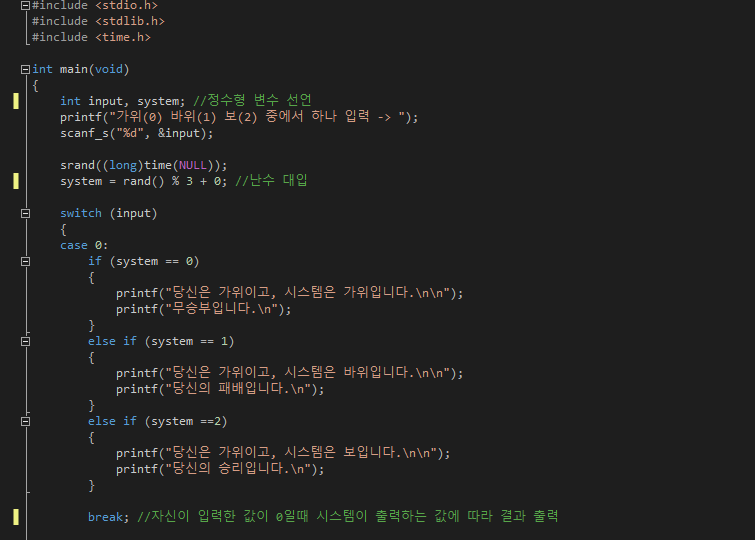 #include <stdio.h>
#include <stdlib.h>
#include <time.h>
int main(void)
{
int input, system; //정수형 변수 선언
printf("가위(0) 바위(1) 보(2) 중에서 하나 입력 -> ");
scanf_s("%d", &input);
srand((long)time(NULL));
system = rand() % 3 + 0; //난수 대입
switch (input)
{
case 0:
if (system == 0)
{
printf("당신은 가위이고, 시스템은 가위입니다.\n\n");
printf("무승부입니다.\n");
}
else if (system == 1)
{
printf("당신은 가위이고, 시스템은 바위입니다.\n\n");
printf("당신의 패배입니다.\n");
}
else if (system ==2)
{
printf("당신은 가위이고, 시스템은 보입니다.\n\n");
printf("당신의 승리입니다.\n");
}
break; //자신이 입력한 값이 0일때 시스템이 출력하는 값에 따라 결과 출력